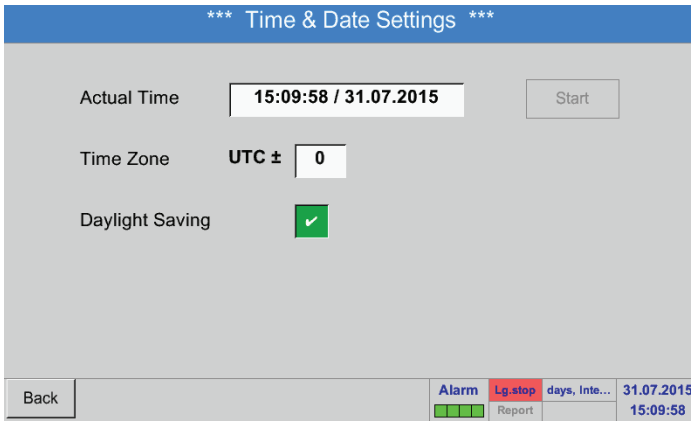 *** Time & Date Settings ***
Actual Time 15:09:58 / 31.07.2015 Start
Time Zone UTC ± 0
Daylight Saving ✔
Back Alarm Lg.stop days, Inte... 31.07.2015
Report 15:09:58